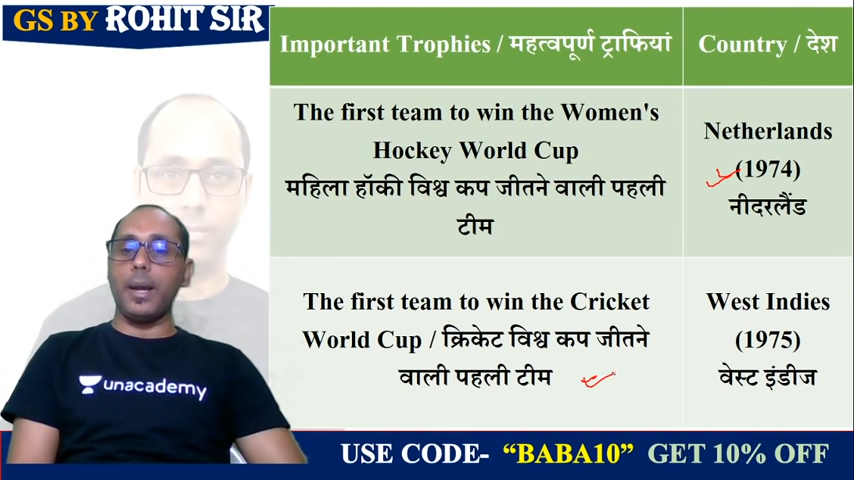 GS BY ROHIT SIR
Important Trophies / महत्वपूर्ण ट्राफियां
Country / देश
The first team to win the Women's
Hockey World Cup
महिला हॉकी विश्व कप जीतने वाली पहली
टीम
Netherlands
(1974)
नीदरलैंड
The first team to win the Cricket
World Cup / क्रिकेट विश्व कप जीतने
वाली पहली टीम
West Indies
(1975)
वेस्ट इंडीज
unacademy
USE CODE- “BABA10” GET 10% OFF